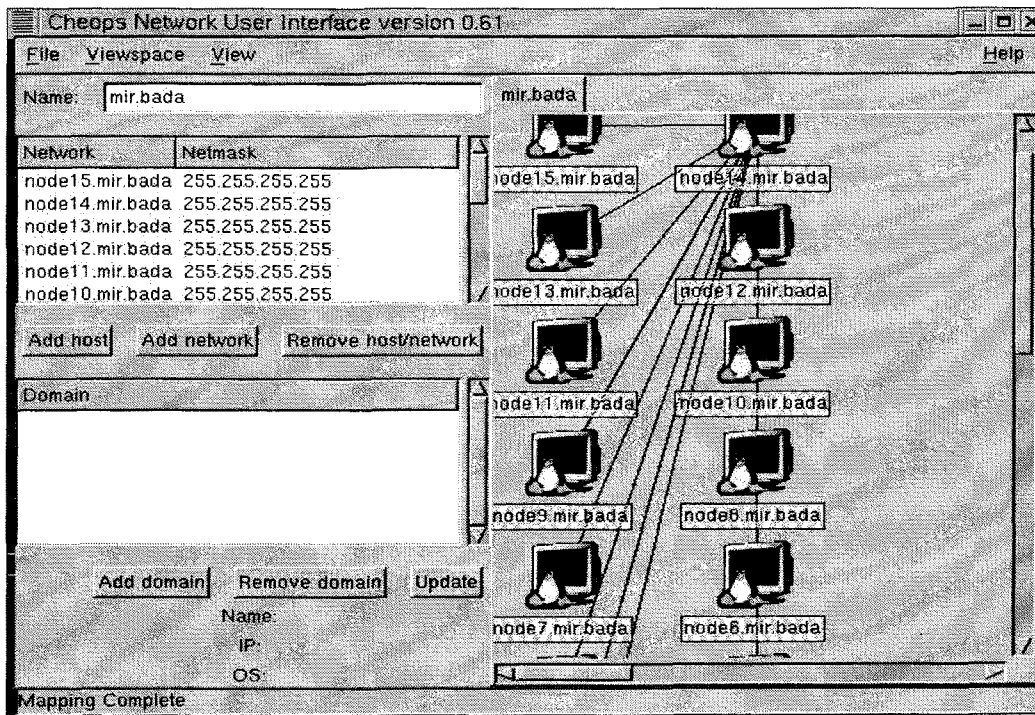 Cheops Network User Interface version 0.61
File Viewspace View Help
Name: mir.bada
Network Netmask
node15.mir.bada 255.255.255.255
node14.mir.bada 255.255.255.255
node13.mir.bada 255.255.255.255
node12.mir.bada 255.255.255.255
node11.mir.bada 255.255.255.255
node10.mir.bada 255.255.255.255
Add host Add network Remove host/network
Domain
Add domain Remove domain Update
Name:
IP:
OS:
mir.bada
node15.mir.bada node14.mir.bada
node13.mir.bada node12.mir.bada
node11.mir.bada node10.mir.bada
node9.mir.bada node8.mir.bada
node7.mir.bada node6.mir.bada
Mapping Complete